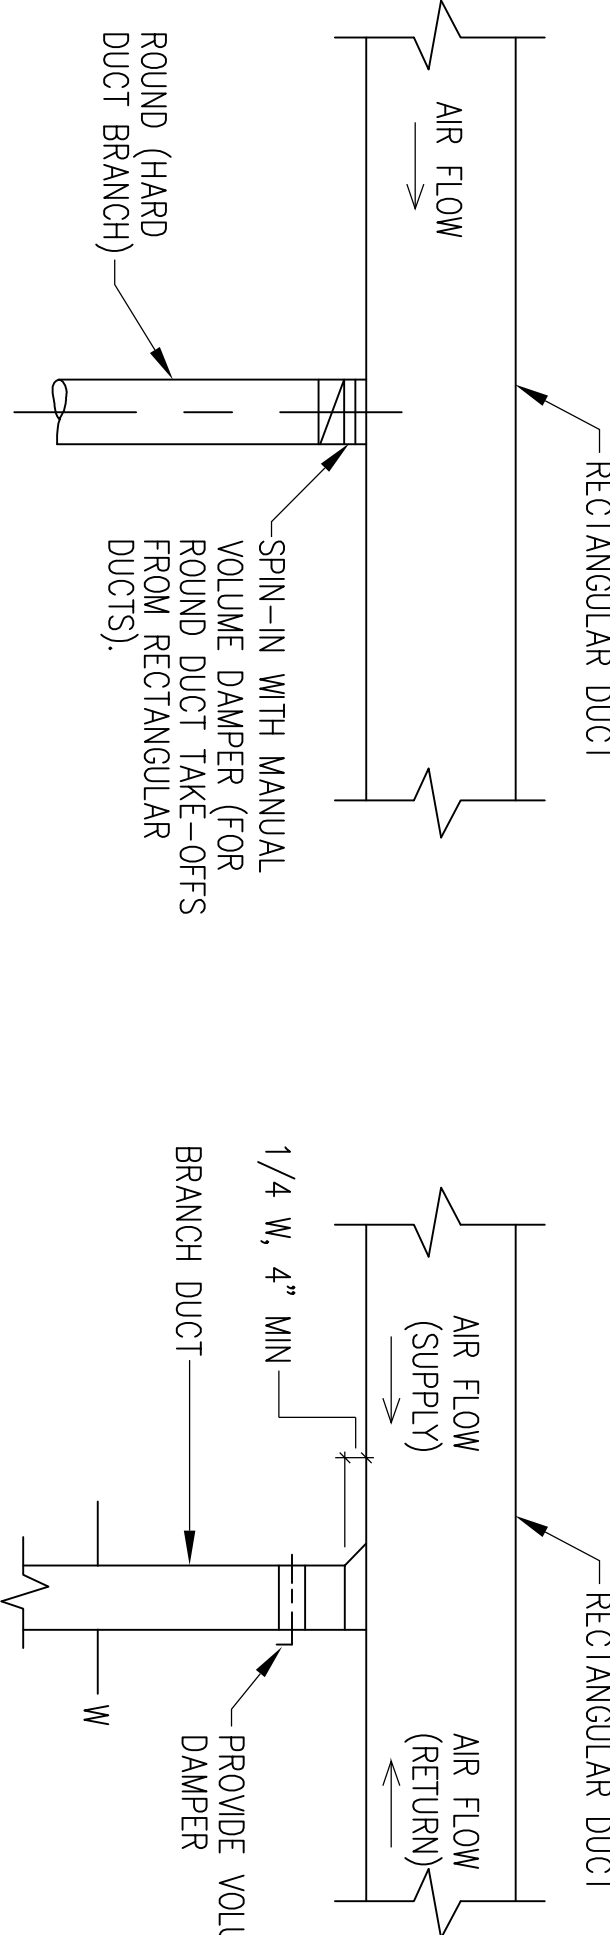 RECTANGULAR DUCT
AIR FLOW
ROUND (HARD
DUCT BRANCH)
SPIN-IN WITH MANUAL
VOLUME DAMPER (FOR
ROUND DUCT TAKE-OFFS
FROM RECTANGULAR
DUCTS).
RECTANGULAR DUCT
AIR FLOW
(SUPPLY)
AIR FLOW
(RETURN)
1/4 W, 4" MIN
BRANCH DUCT
W
PROVIDE
DAMPER